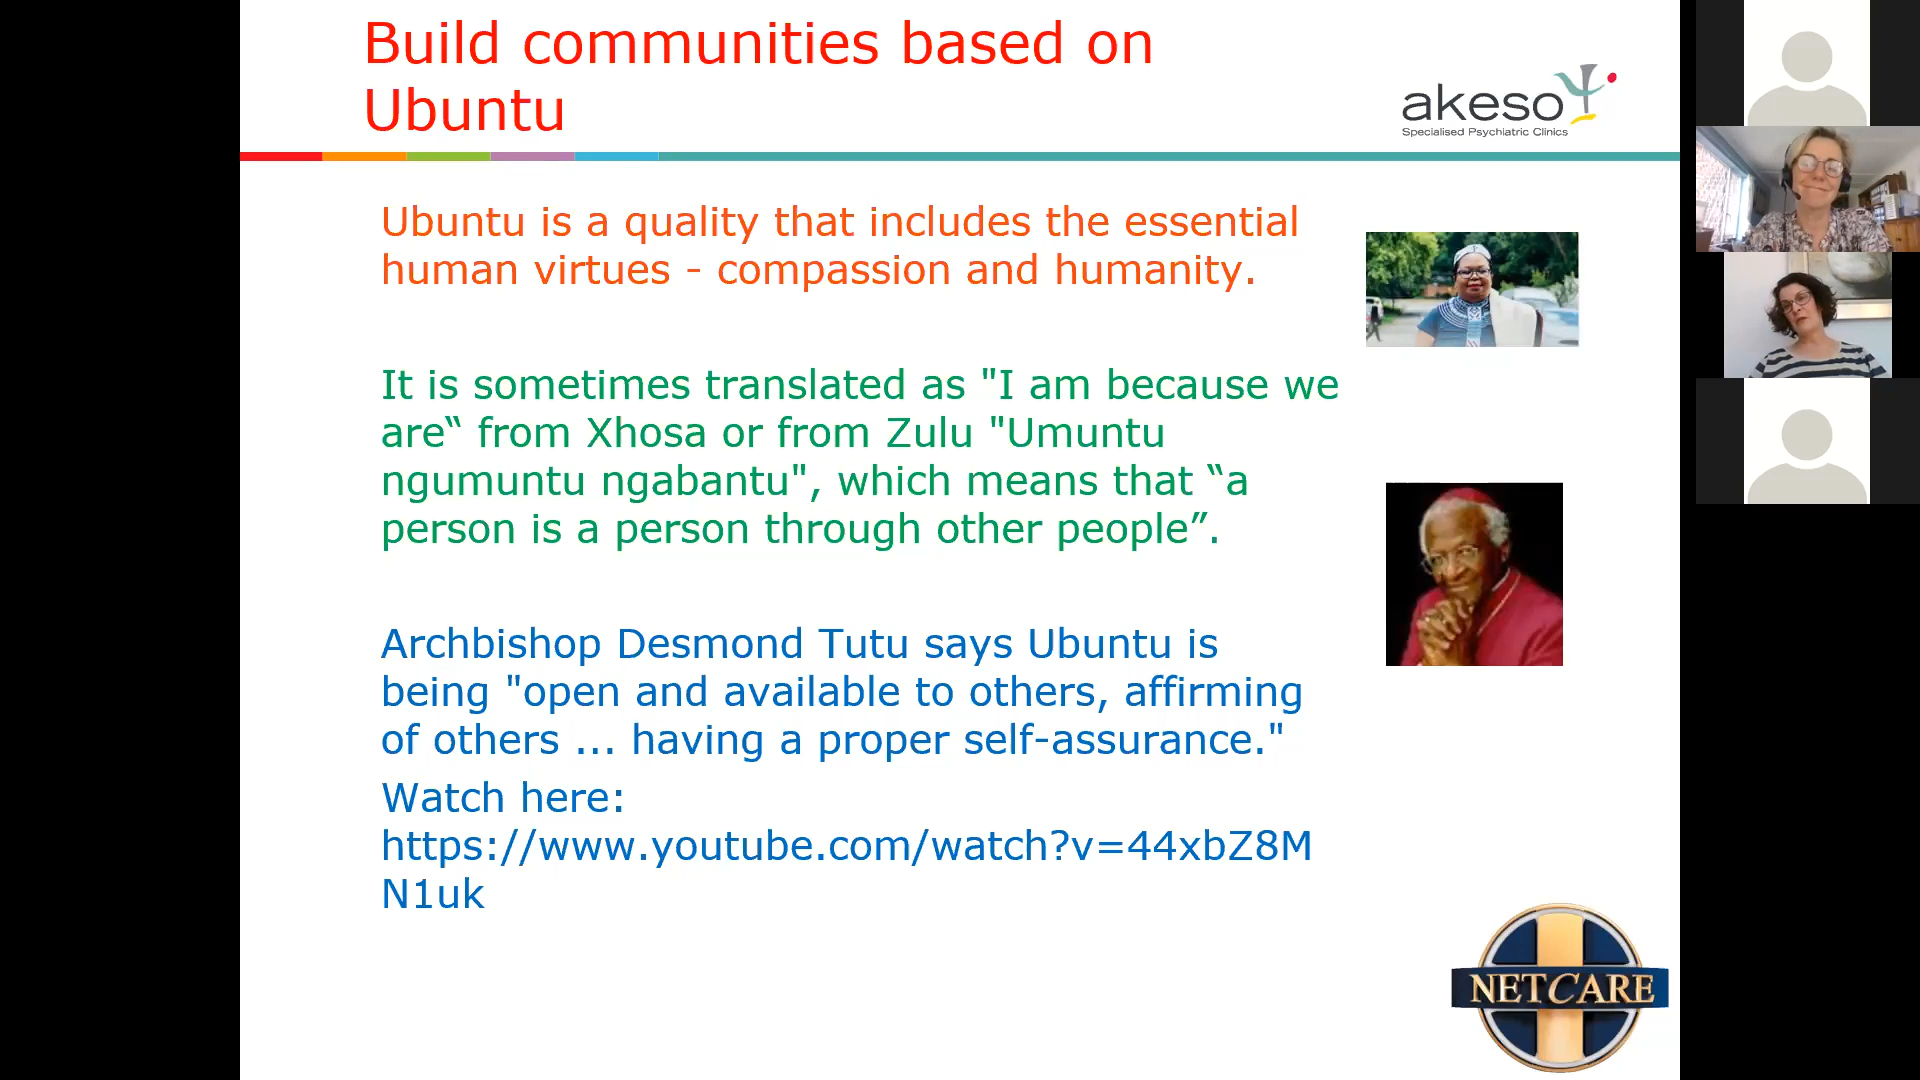 Build communities based on
Ubuntu
akeso
Specialised Psychiatric Clinics
Ubuntu is a quality that includes the essential
human virtues - compassion and humanity.
It is sometimes translated as "I am because we
are“ from Xhosa or from Zulu "Umuntu
ngumuntu ngabantu", which means that “a
person is a person through other people”.
Archbishop Desmond Tutu says Ubuntu is
being "open and available to others, affirming
of others ... having a proper self-assurance."
Watch here:
https://www.youtube.com/watch?v=44xbZ8M
N1uk
NETCARE